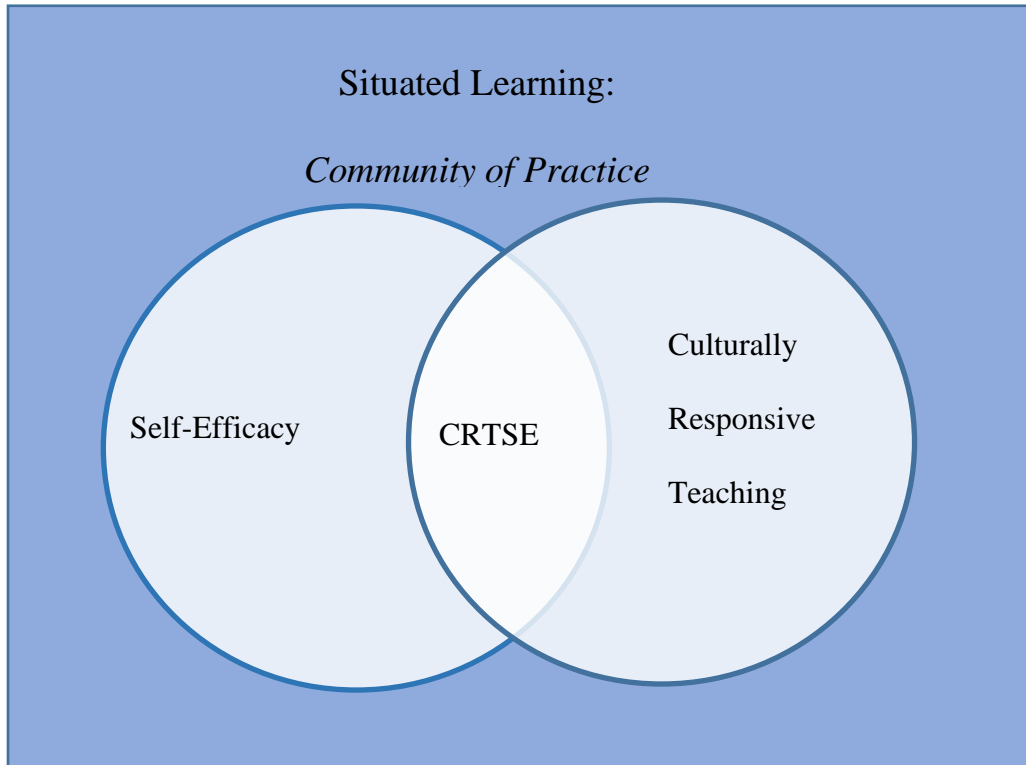 Situated Learning:
Community of Practice
Self-Efficacy
CRTSE
Culturally
Responsive
Teaching